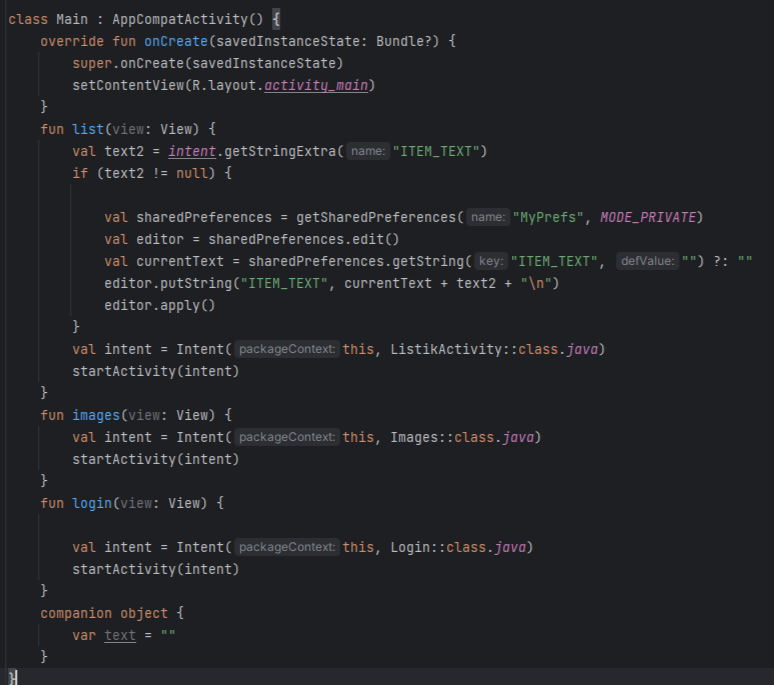 class Main : AppCompatActivity() {
    override fun onCreate(savedInstanceState: Bundle?) {
        super.onCreate(savedInstanceState)
        setContentView(R.layout.activity_main)
    }
    fun list(view: View) {
        val text2 = intent.getStringExtra( name: "ITEM_TEXT")
        if (text2 != null) {

            val sharedPreferences = getSharedPreferences( name: "MyPrefs", MODE_PRIVATE)
            val editor = sharedPreferences.edit()
            val currentText = sharedPreferences.getString( key: "ITEM_TEXT", defValue: "") ?: ""
            editor.putString("ITEM_TEXT", currentText + text2 + "\n")
            editor.apply()
        }
        val intent = Intent( packageContext: this, ListikActivity::class.java)
        startActivity(intent)
    }
    fun images(view: View) {
        val intent = Intent( packageContext: this, Images::class.java)
        startActivity(intent)
    }
    fun login(view: View) {

        val intent = Intent( packageContext: this, Login::class.java)
        startActivity(intent)
    }
    companion object {
        var text = ""
    }
}